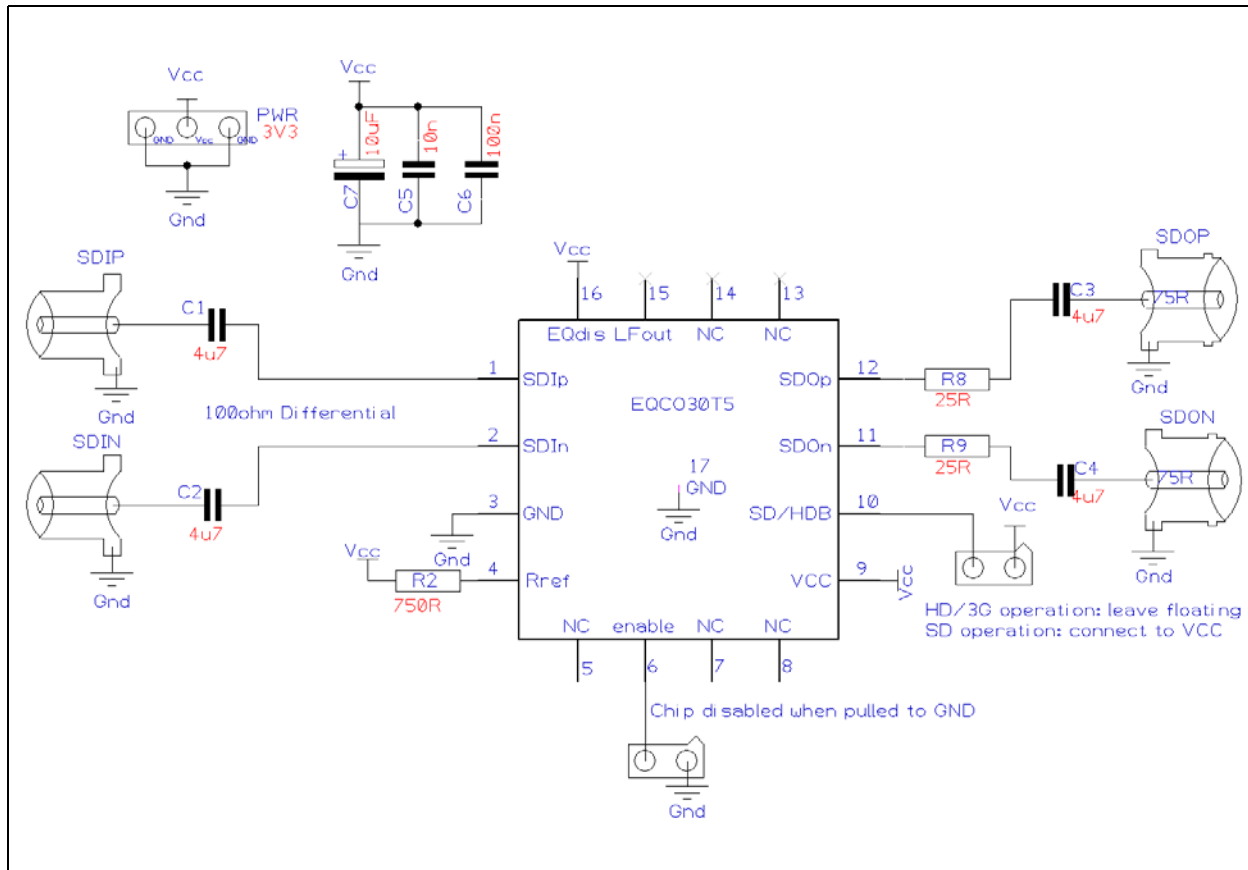 Vcc
PWR
3V3
GND
Vcc
GND
Gnd
Vcc
10uF
10n
100n
+
C7
C5
C6
Gnd
SDIP
C1
4u7
Gnd
100ohm Differential
SDIN
C2
4u7
Gnd
Vcc
16
15
14
13
EQdis
LFout
NC
NC
1
SDIp
2
SDIn
3
GND
Gnd
4
Rref
Vcc
R2
750R
EQCO30T5
17
GND
Gnd
12
SDOp
11
SDOn
10
SD/HDB
9
VCC
Vcc
NC
enable
NC
NC
5
6
7
8
R8
25R
R9
25R
C3
4u7
SDOP
75R
Gnd
C4
4u7
SDON
75R
Gnd
Vcc
HD/3G operation: leave floating
SD operation: connect to VCC
Chip disabled when pulled to GND
Gnd